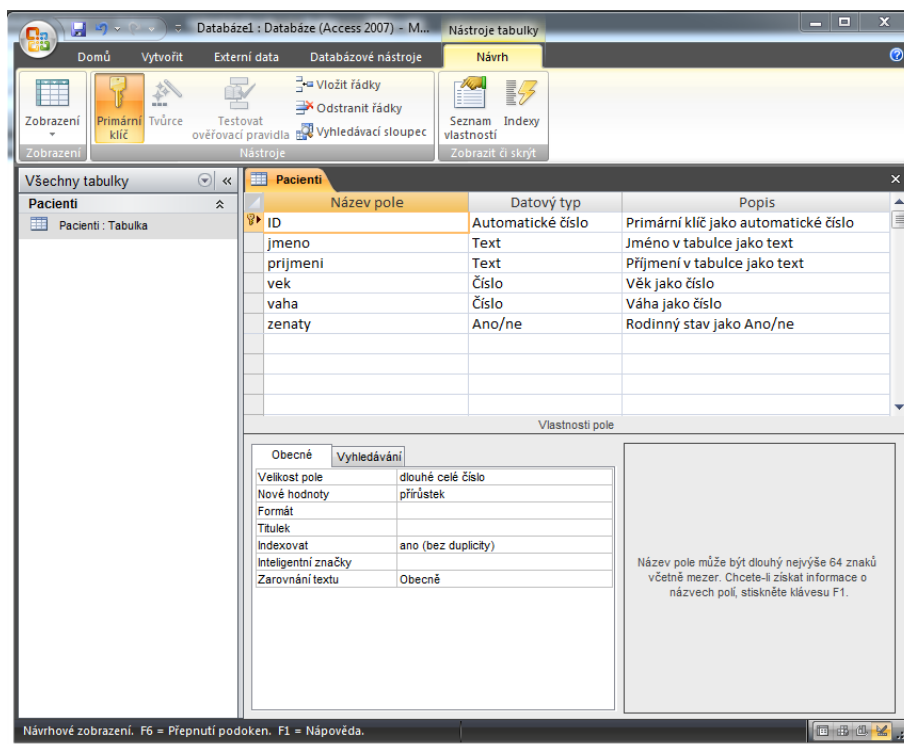 Databáze1 : Databáze (Access 2007) - M...
Nástroje tabulky
Domů Vytvořit Externí data Databázové nástroje Návrh
Zobrazení
Primární klíč
Tvůrce
Testovat ověřovací pravidla
Vložit řádky
Odstranit řádky
Vyhledávací sloupec
Seznam vlastností
Indexy
Zobrazení Nástroje Zobrazit či skrýt
Všechny tabulky
Pacienti
Pacienti : Tabulka
Pacienti
Název pole Datový typ Popis
ID Automatické číslo Primární klíč jako automatické číslo
jmeno Text Jméno v tabulce jako text
prijmeni Text Příjmení v tabulce jako text
vek Číslo Věk jako číslo
vaha Číslo Váha jako číslo
zenaty Ano/ne Rodinný stav jako Ano/ne
Vlastnosti pole
Obecné Vyhledávání
Velikost pole dlouhé celé číslo
Nové hodnoty přírůstek
Formát
Titulek
Indexovat ano (bez duplicity)
Inteligentní značky
Zarovnání textu Obecně
Název pole může být dlouhý nejvýše 64 znaků
včetně mezer. Chcete-li získat informace o
názvech polí, stiskněte klávesu F1.
Návrhové zobrazení. F6 = Přepnutí podoken. F1 = Nápověda.